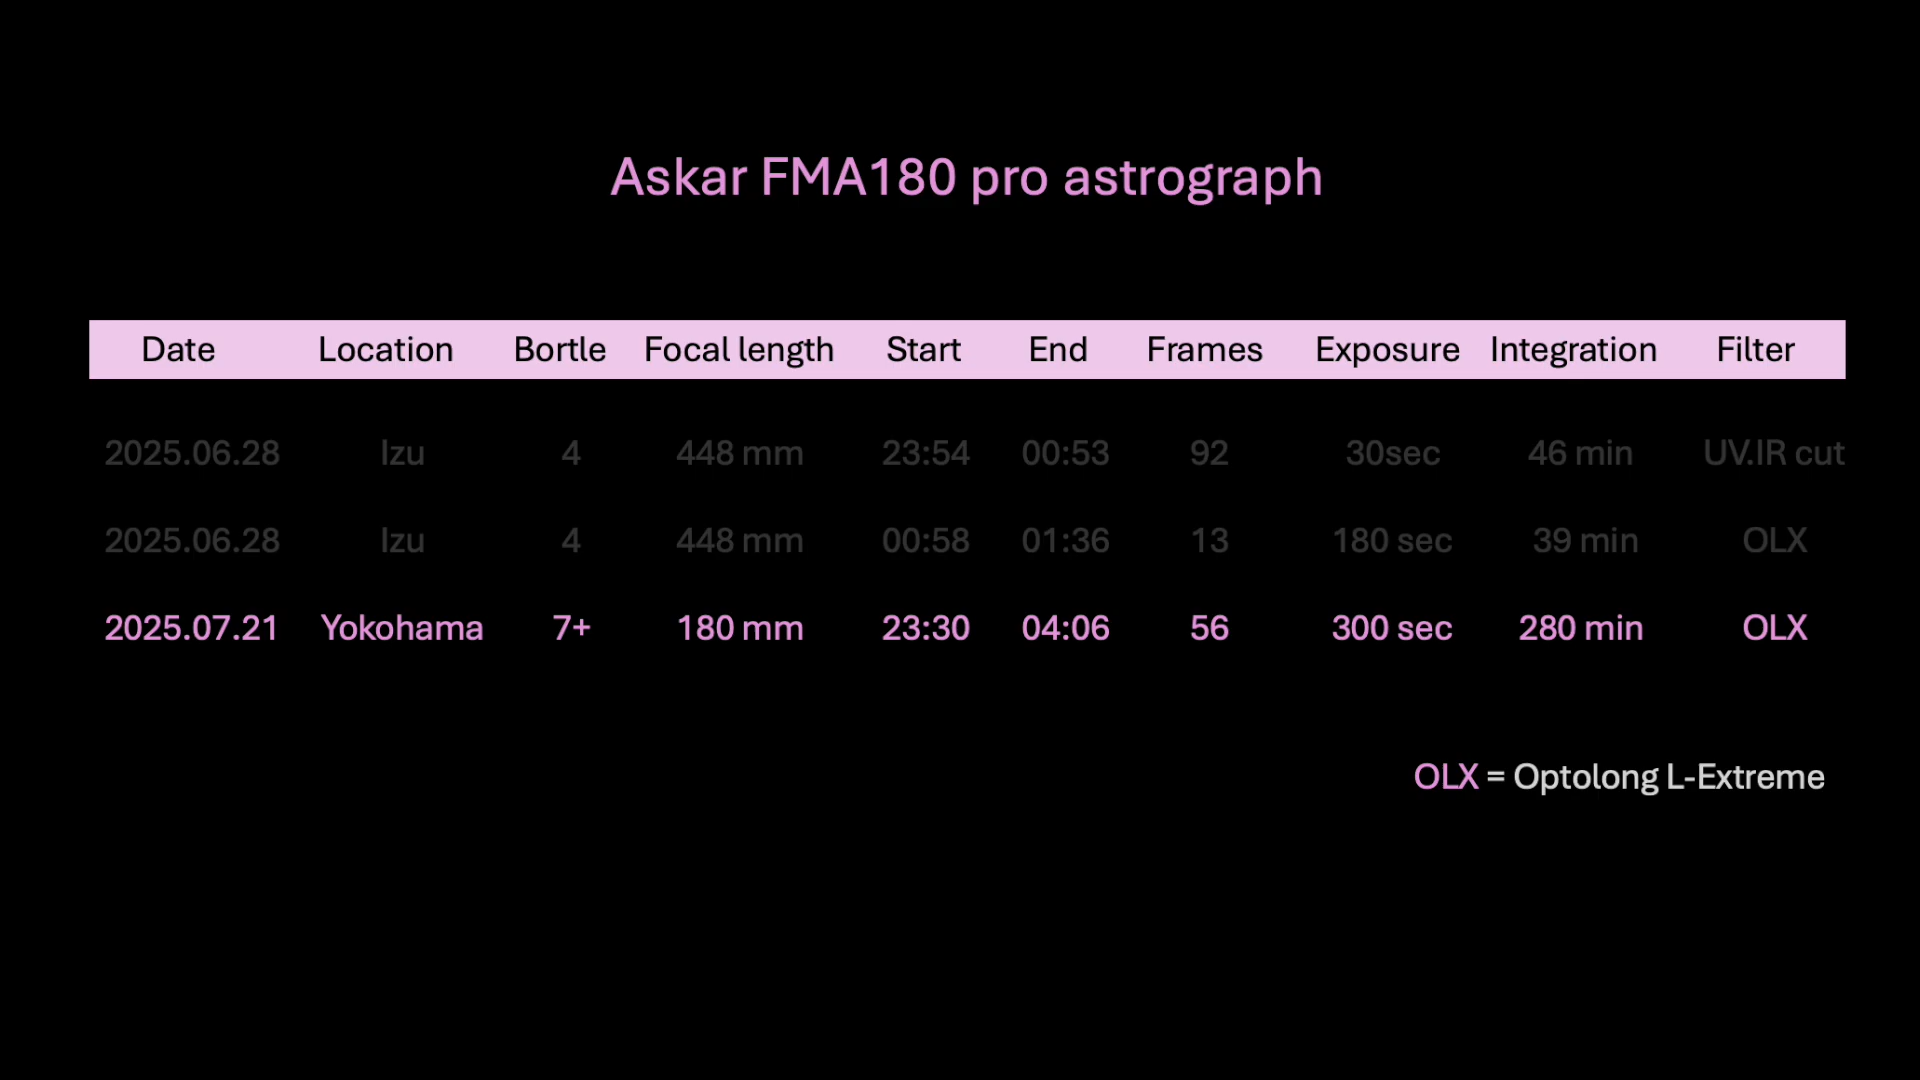 Askar FMA180 pro astrograph
Date Location Bortle Focal length Start End Frames Exposure Integration Filter
2025.06.28 Izu 4 448 mm 23:54 00:53 92 30sec 46 min UV.IR cut
2025.06.28 Izu 4 448 mm 00:58 01:36 13 180 sec 39 min OLX
2025.07.21 Yokohama 7+ 180 mm 23:30 04:06 56 300 sec 280 min OLX
OLX = Optolong L-Extreme